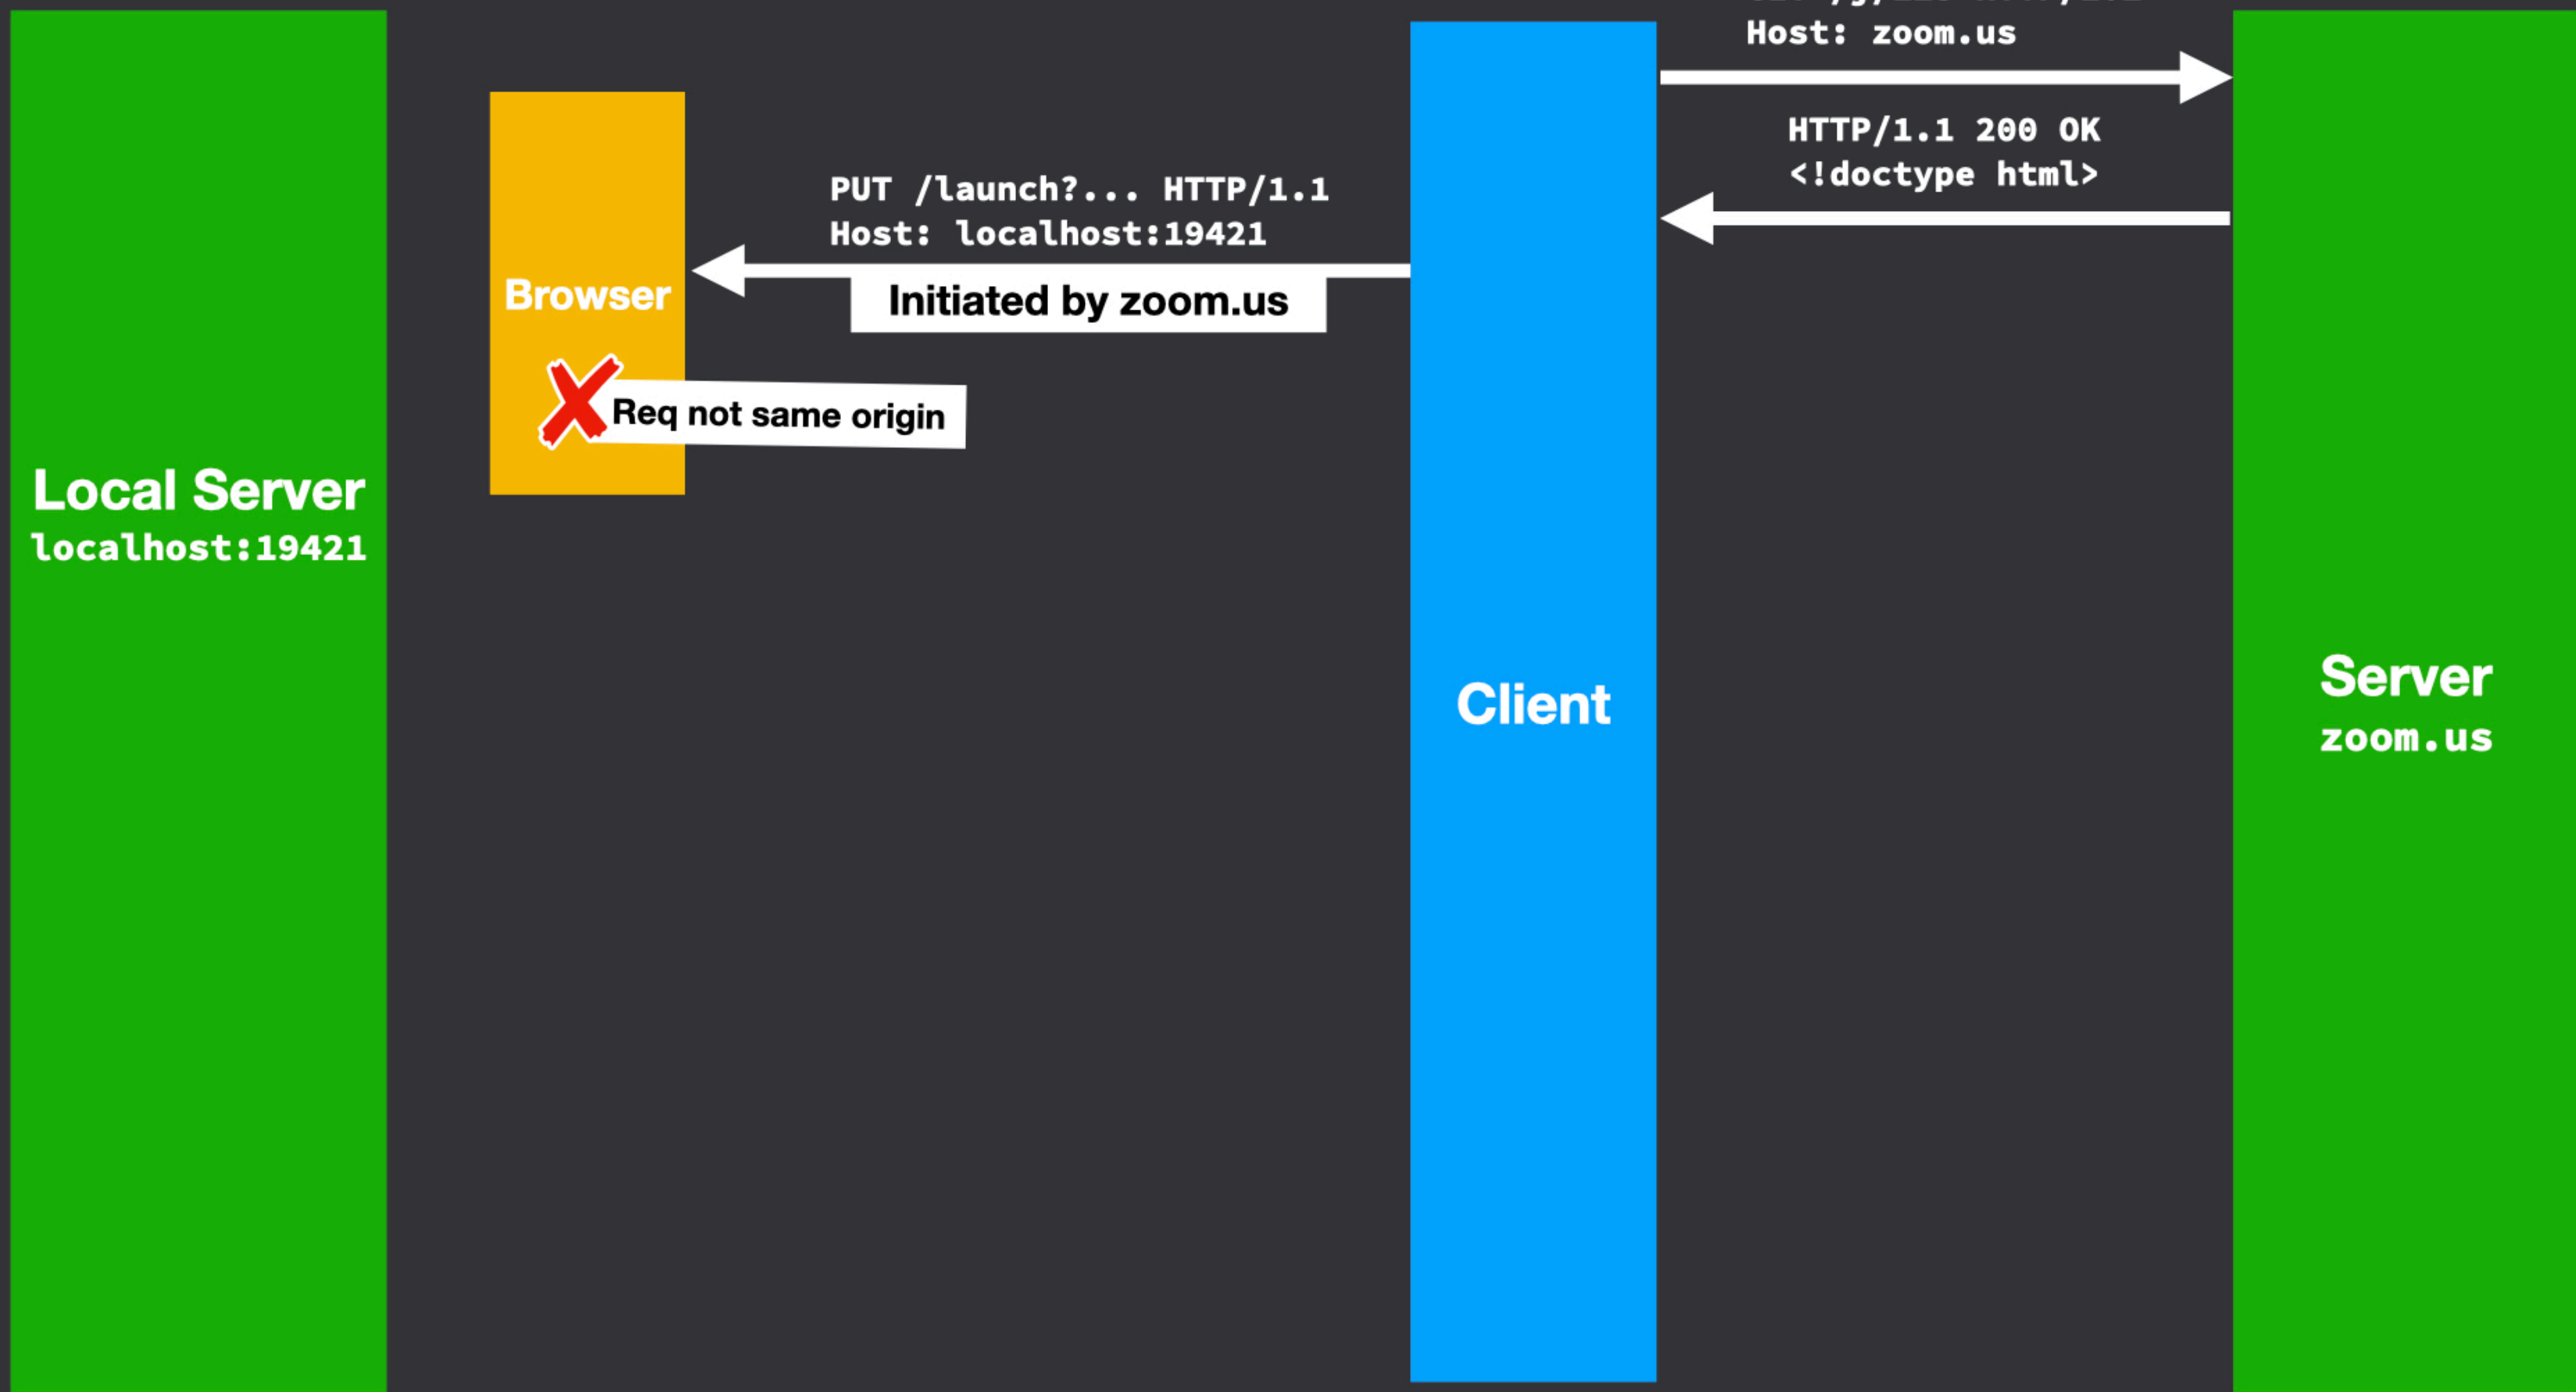 Host: zoom.us
HTTP/1.1 200 OK
<!doctype html>
PUT /launch?... HTTP/1.1
Host: localhost:19421
Initiated by zoom.us
Browser
Req not same origin
Local Server
localhost:19421
Client
Server
zoom.us